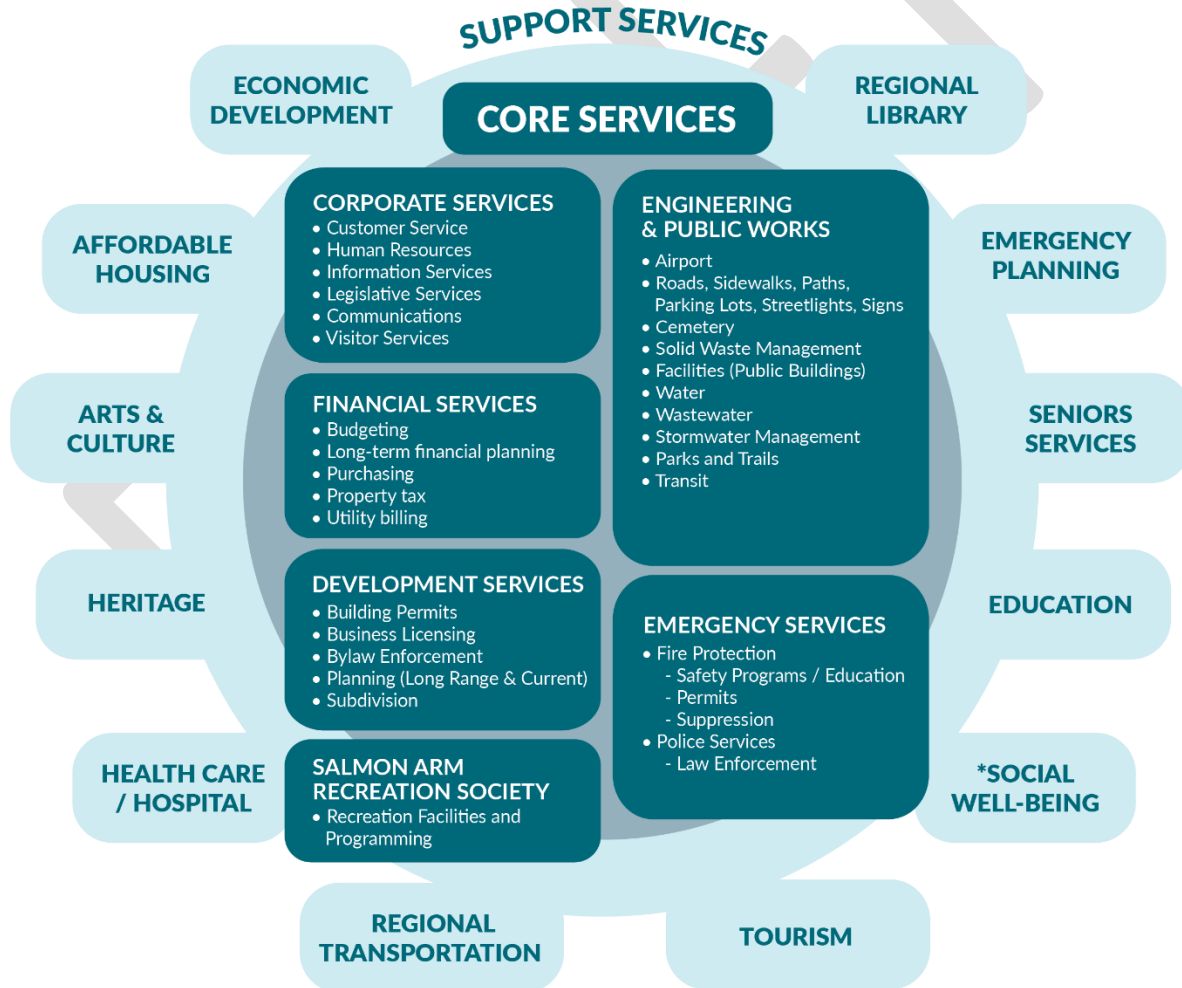 SUPPORT SERVICES
CORE SERVICES
ECONOMIC
DEVELOPMENT
REGIONAL
LIBRARY
AFFORDABLE
HOUSING
EMERGENCY
PLANNING
ARTS &
CULTURE
SENIORS
SERVICES
HERITAGE
EDUCATION
HEALTH CARE
/ HOSPITAL
*SOCIAL
WELL-BEING
REGIONAL
TRANSPORTATION
TOURISM
CORPORATE SERVICES
• Customer Service
• Human Resources
• Information Services
• Legislative Services
• Communications
• Visitor Services
FINANCIAL SERVICES
• Budgeting
• Long-term financial planning
• Purchasing
• Property tax
• Utility billing
DEVELOPMENT SERVICES
• Building Permits
• Business Licensing
• Bylaw Enforcement
• Planning (Long Range & Current)
• Subdivision
SALMON ARM
RECREATION SOCIETY
• Recreation Facilities and
Programming
ENGINEERING
& PUBLIC WORKS
• Airport
• Roads, Sidewalks, Paths,
Parking Lots, Streetlights, Signs
• Cemetery
• Solid Waste Management
• Facilities (Public Buildings)
• Water
• Wastewater
• Stormwater Management
• Parks and Trails
• Transit
EMERGENCY SERVICES
• Fire Protection
- Safety Programs / Education
- Permits
- Suppression
• Police Services
- Law Enforcement